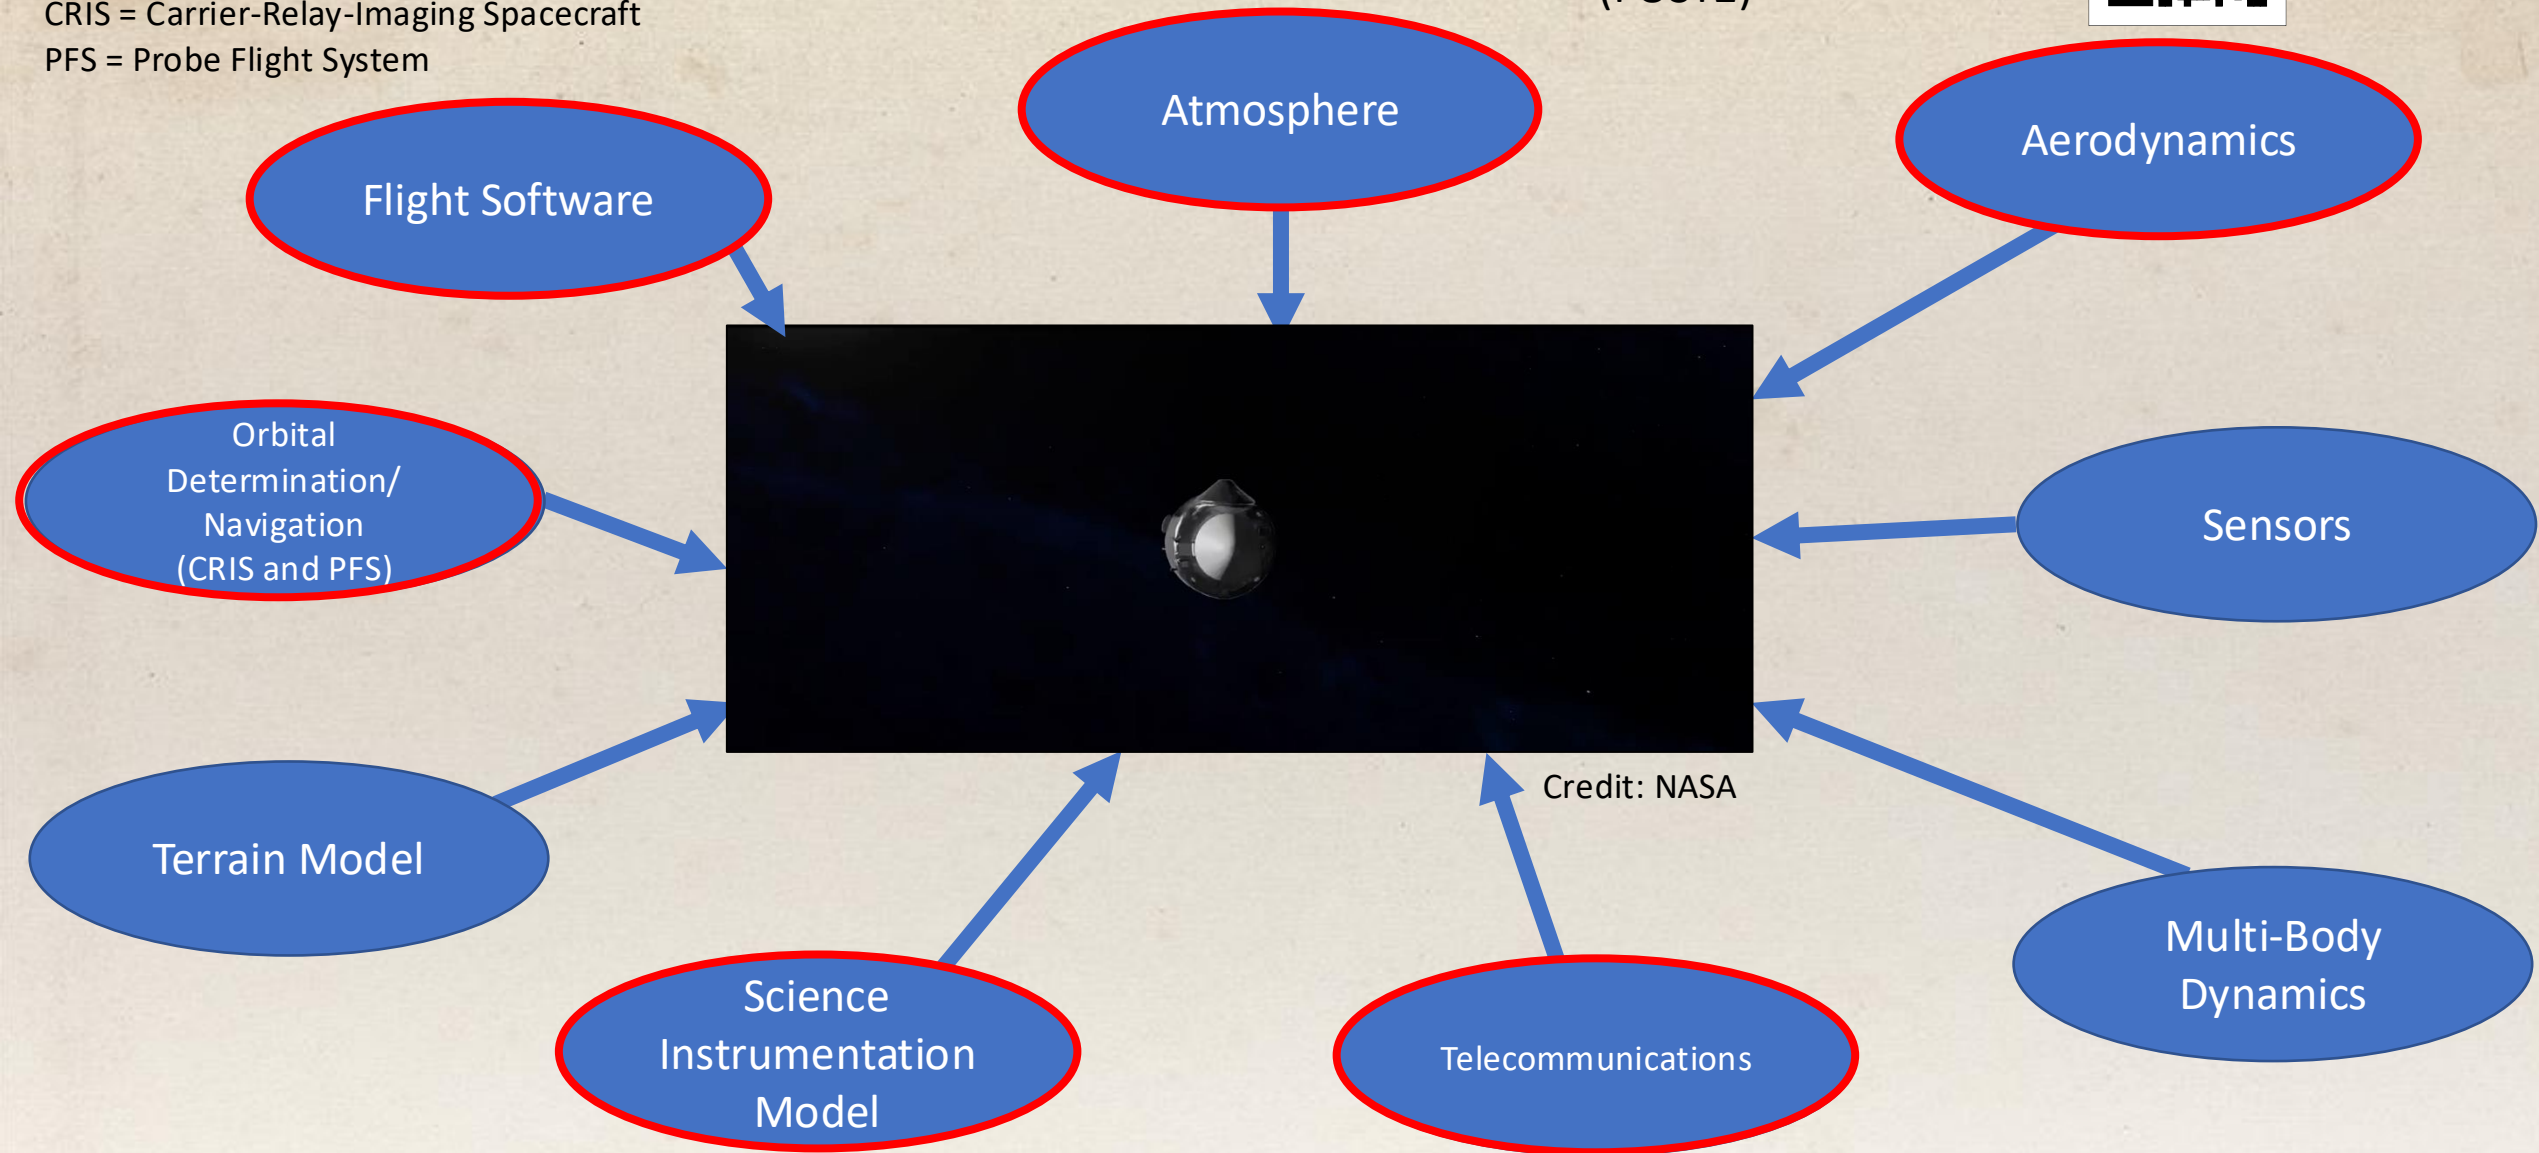 CRIS = Carrier-Relay-Imaging Spacecraft
PFS = Probe Flight System
Atmosphere
Aerodynamics
Flight Software
Orbital
Determination/
Navigation
(CRIS and PFS)
Sensors
Credit: NASA
Terrain Model
Multi-Body
Dynamics
Science
Instrumentation
Model
Telecommunications